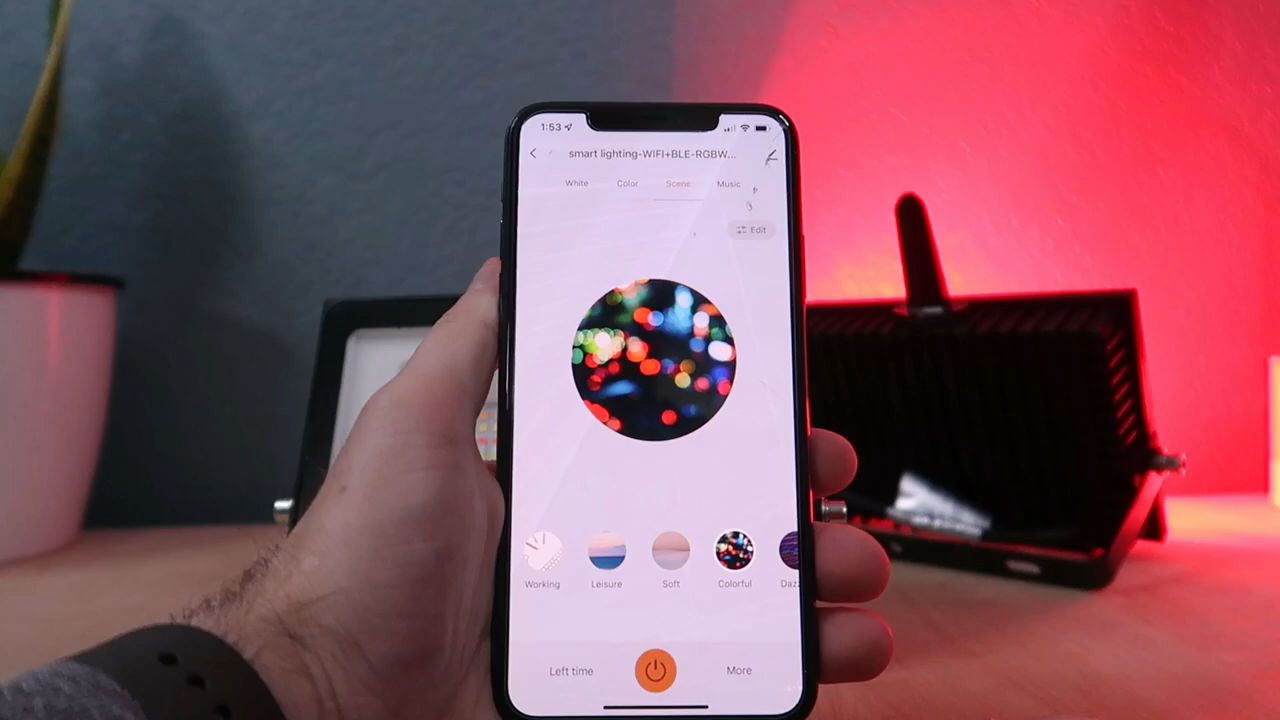 1:53
smart lighting-WIFI+BLE-RGBW...
White Color Scene Music
Edit
Working Leisure Soft Colorful Daz
Left time More